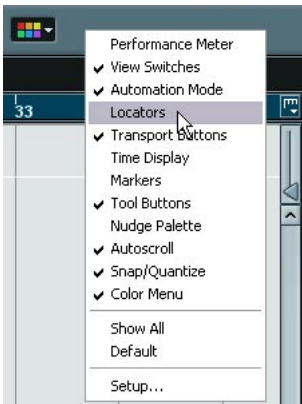 Performance Meter
View Switches
Automation Mode
Locators
Transport Buttons
Time Display
Markers
Tool Buttons
Nudge Palette
Autoscroll
Snap/Quantize
Color Menu
Show All
Default
Setup...
33